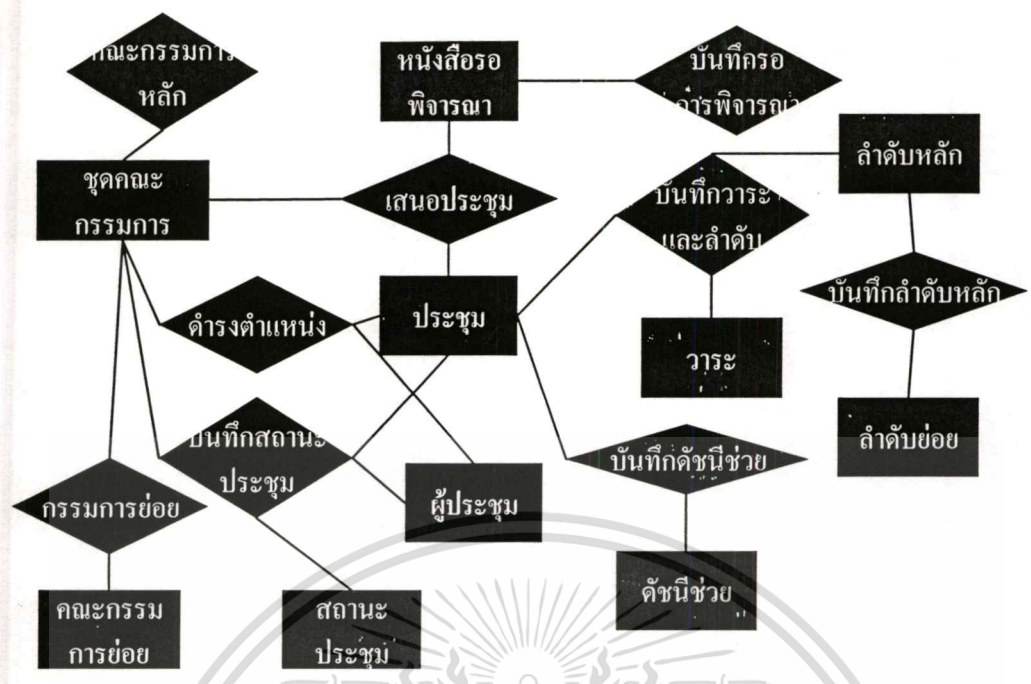 คณะกรรมการ
หลัก
หนังสือรอ
พิจารณา
บันทึกรอ
การพิจารณา
ลำดับหลัก
ชุดคณะ
กรรมการ
เสนอประชุม
บันทึกวาระ
และลำดับ
บันทึกลำดับหลัก
ดำรงตำแหน่ง
ประชุม
วาระ
ลำดับย่อย
บันทึกสถานะ
ประชุม
บันทึกดัชนีช่วย
กรรมการย่อย
ผู้ประชุม
ดัชนีช่วย
คณะกรรม
การย่อย
สถานะ
ประชุม